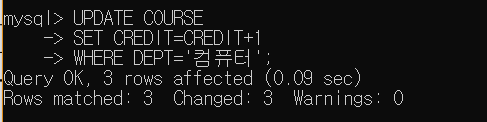 mysql> UPDATE COURSE
-> SET CREDIT=CREDIT+1
-> WHERE DEPT='컴퓨터';
Query OK, 3 rows affected (0.09 sec)
Rows matched: 3  Changed: 3  Warnings: 0